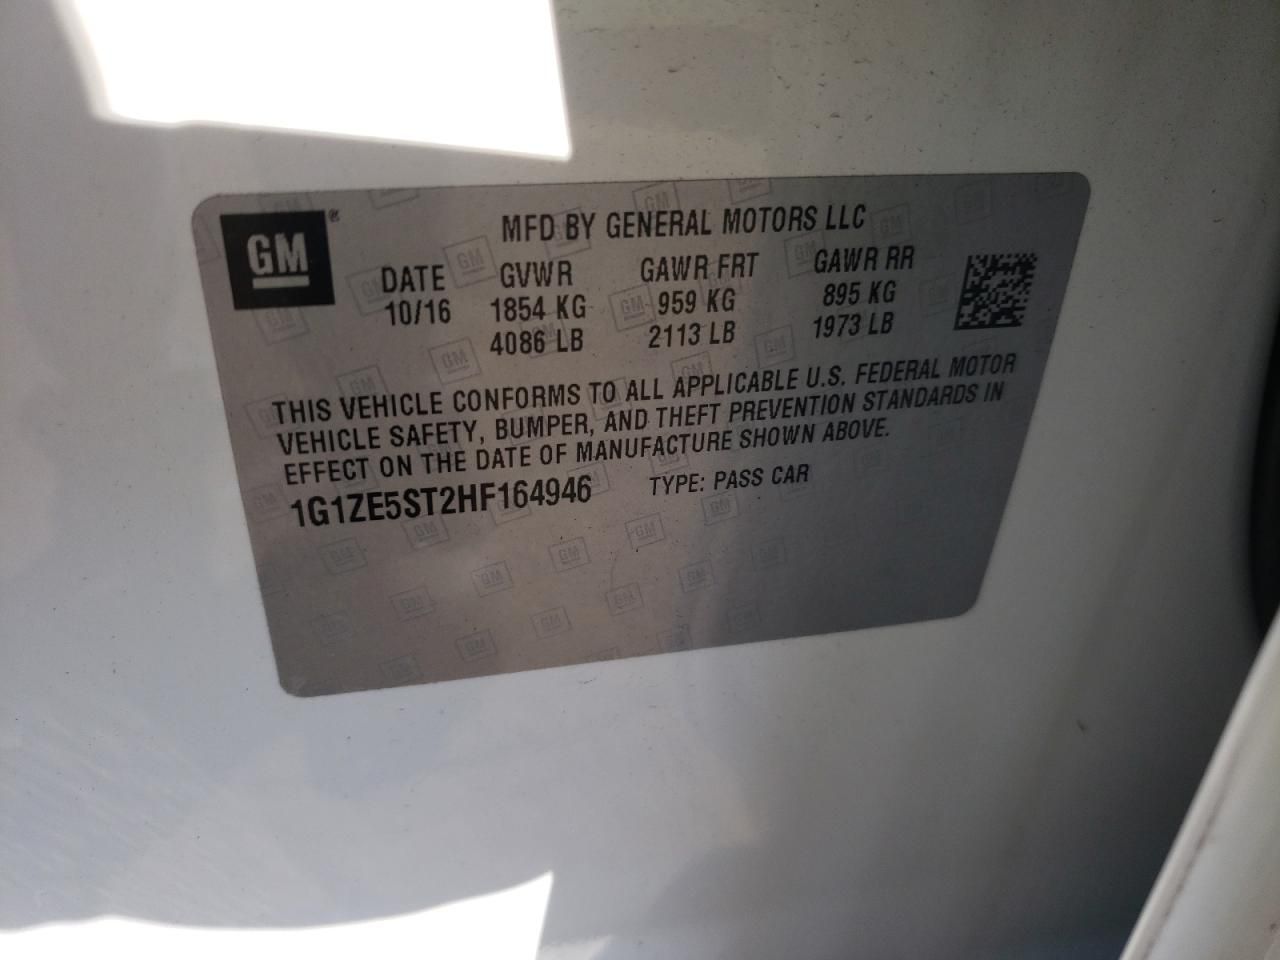 GM
MFD BY GENERAL MOTORS LLC
DATE GVWR GAWR FRT GAWR RR
10/16 1854 KG 959 KG 895 KG
4086 LB 2113 LB 1973 LB
THIS VEHICLE CONFORMS TO ALL APPLICABLE U.S. FEDERAL MOTOR
VEHICLE SAFETY, BUMPER, AND THEFT PREVENTION STANDARDS IN
EFFECT ON THE DATE OF MANUFACTURE SHOWN ABOVE.
1G1ZE5ST2HF164946 TYPE: PASS CAR